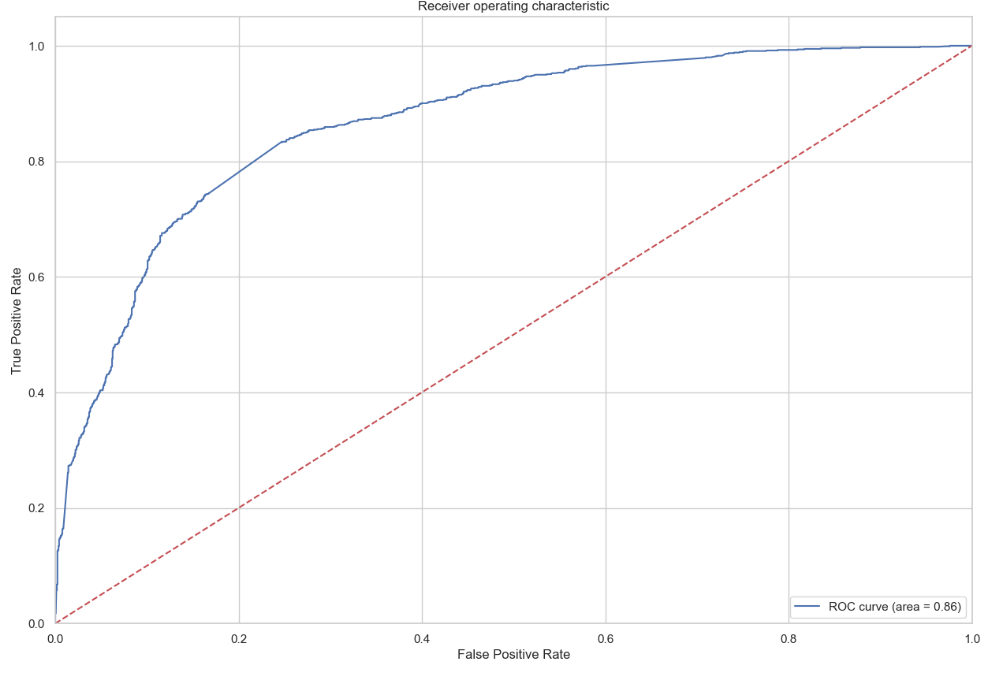 Receiver operating characteristic
1.0
0.8
0.6
0.4
0.2
0.0
True Positive Rate
0.0 0.2 0.4 0.6 0.8 1.0
False Positive Rate
ROC curve (area = 0.86)